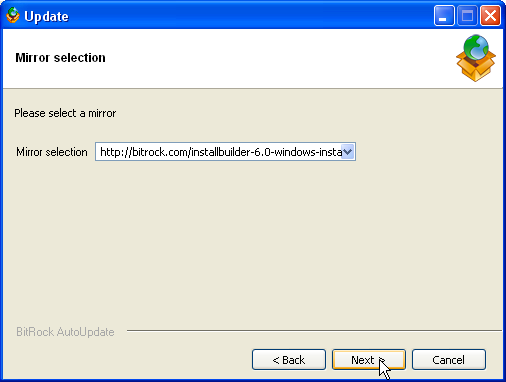 Update
Mirror selection
Please select a mirror
Mirror selection http://bitrock.com/installbuilder-6.0-windows-insta
BitRock AutoUpdate
< Back Next > Cancel